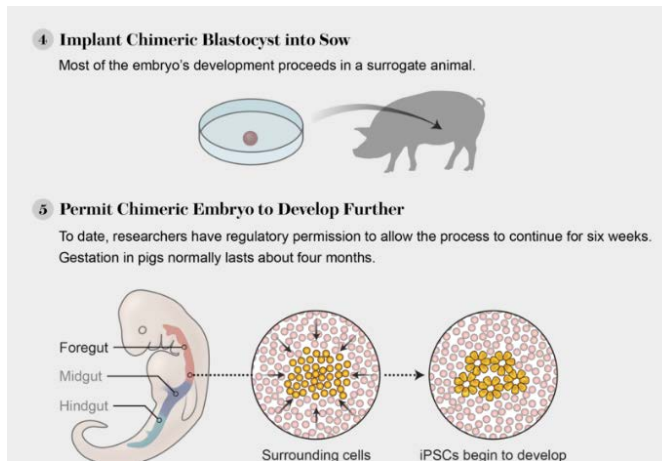 4 Implant Chimeric Blastocyst into Sow
Most of the embryo's development proceeds in a surrogate animal.
5 Permit Chimeric Embryo to Develop Further
To date, researchers have regulatory permission to allow the process to continue for six weeks.
Gestation in pigs normally lasts about four months.
Foregut
Midgut
Hindgut
Surrounding cells
iPSCs begin to develop